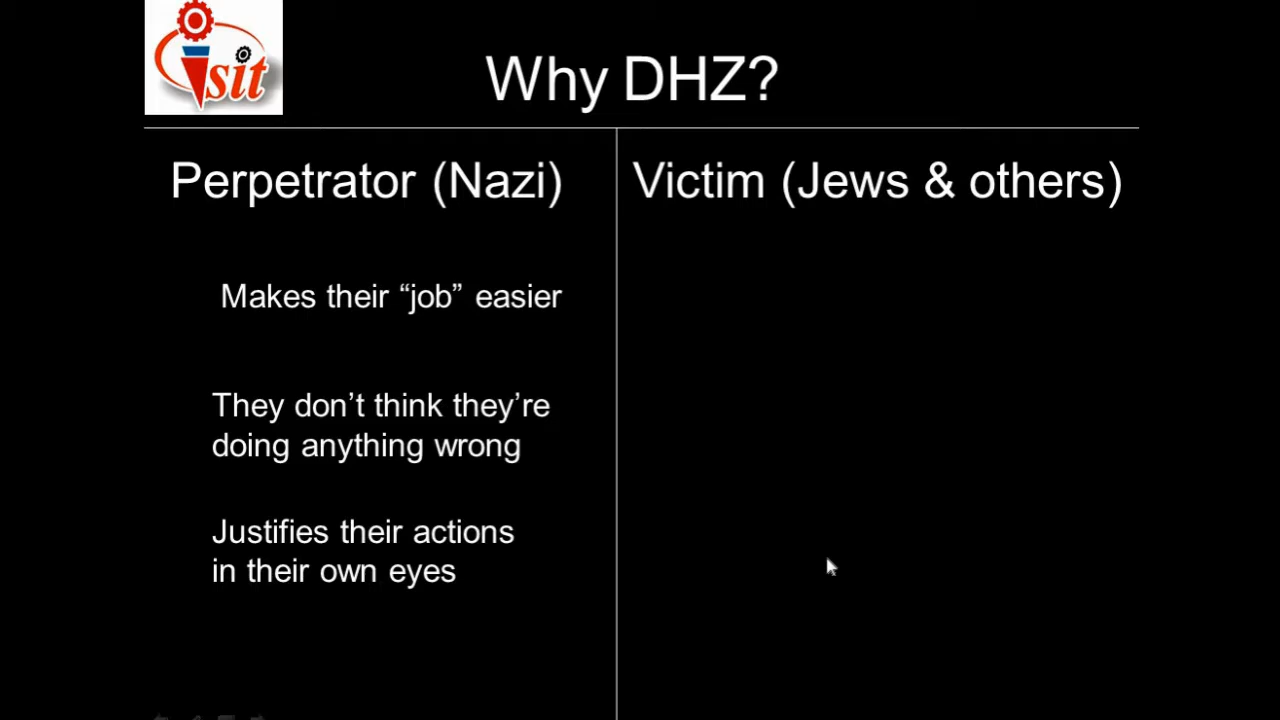 isit
Why DHZ?
Perpetrator (Nazi)
Victim (Jews & others)
Makes their “job” easier
They don’t think they’re
doing anything wrong
Justifies their actions
in their own eyes